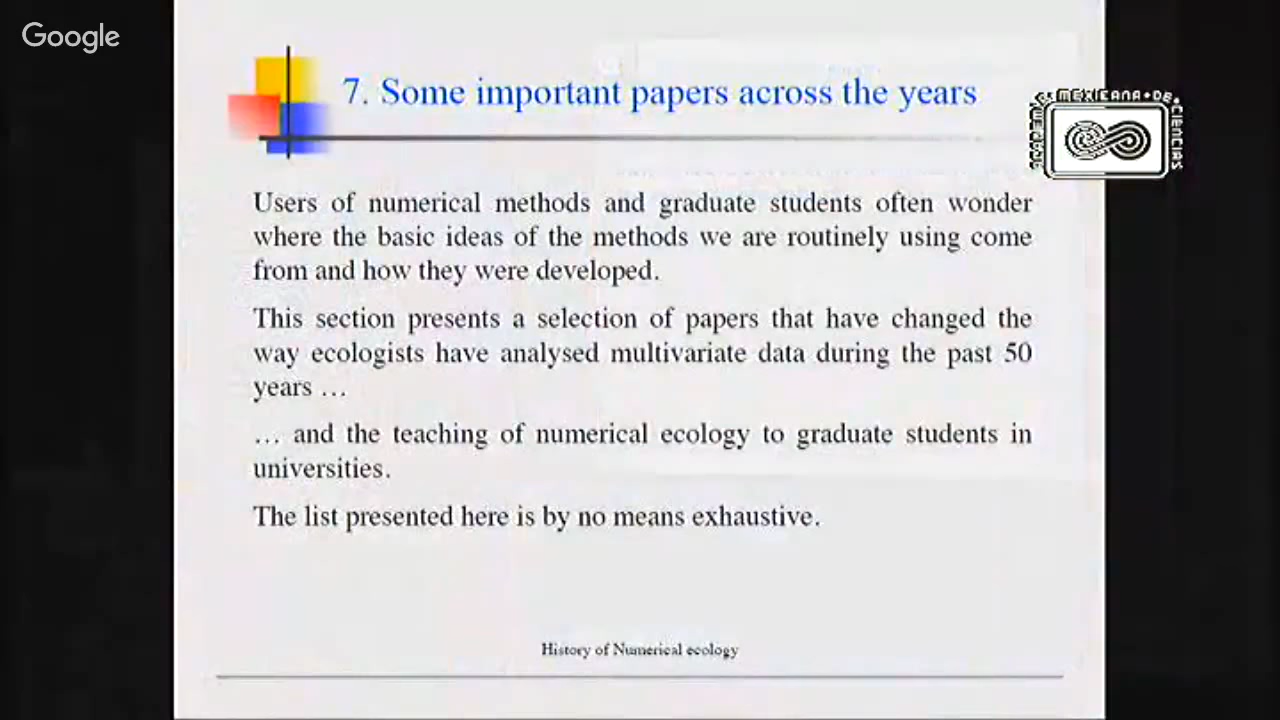 Google
7. Some important papers across the years
ACADEMIA MEXICANA DE CIENCIAS
Users of numerical methods and graduate students often wonder
where the basic ideas of the methods we are routinely using come
from and how they were developed.
This section presents a selection of papers that have changed the
way ecologists have analysed multivariate data during the past 50
years …
… and the teaching of numerical ecology to graduate students in
universities.
The list presented here is by no means exhaustive.
History of Numerical ecology